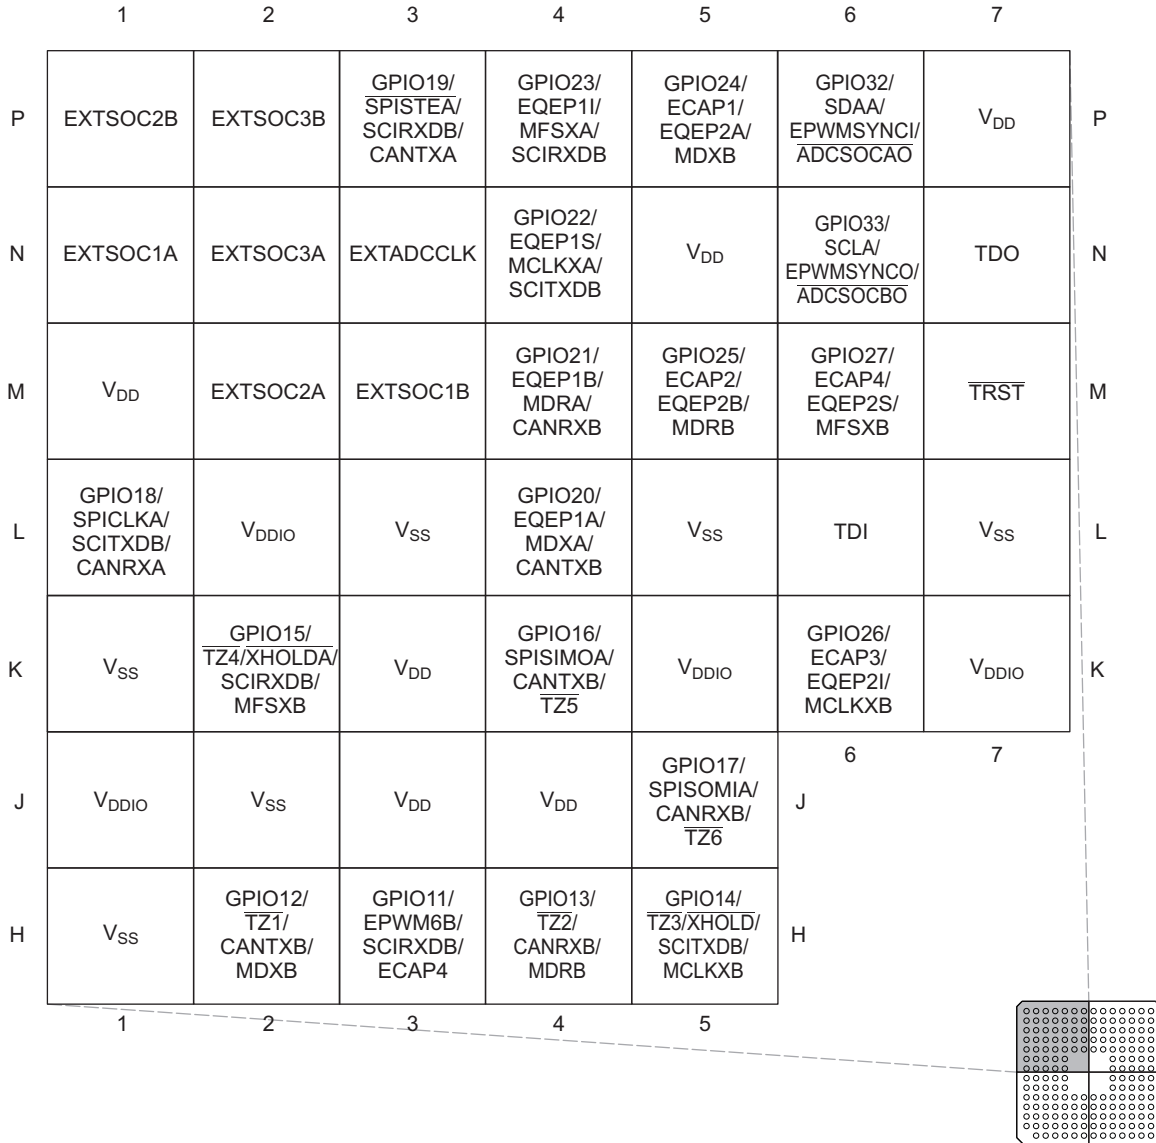 1 2 3 4 5 6 7
P
EXTSOC2B
EXTSOC3B
GPIO19/
SPISTEA/
SCIRXDB/
CANTXA
GPIO23/
EQEP1I/
MFSXA/
SCIRXDB
GPIO24/
ECAP1/
EQEP2A/
MDXB
GPIO32/
SDAA/
EPWMSYNCI/
ADCSOCAO
VDD
P
N
EXTSOC1A
EXTSOC3A
EXTADCCLK
GPIO22/
EQEP1S/
MCLKXA/
SCITXDB
VDD
GPIO33/
SCLA/
EPWMSYNCO/
ADCSOCBO
TDO
N
M
VDD
EXTSOC2A
EXTSOC1B
GPIO21/
EQEP1B/
MDRA/
CANRXB
GPIO25/
ECAP2/
EQEP2B/
MDRB
GPIO27/
ECAP4/
EQEP2S/
MFSXB
TRST
M
L
GPIO18/
SPICLKA/
SCITXDB/
CANRXA
VDDIO
VSS
GPIO20/
EQEP1A/
MDXA/
CANTXB
VSS
TDI
VSS
L
K
VSS
GPIO15/
TZ4/XHOLDA/
SCIRXDB/
MFSXB
VDD
GPIO16/
SPISIMOA/
CANTXB/
TZ5
VDDIO
GPIO26/
ECAP3/
EQEP2I/
MCLKXB
VDDIO
K
6 7
J
VDDIO
VSS
VDD
VDD
GPIO17/
SPISOMIA/
CANRXB/
TZ6
J
H
VSS
GPIO12/
TZ1/
CANTXB/
MDXB
GPIO11/
EPWM6B/
SCIRXDB/
ECAP4
GPIO13/
TZ2/
CANRXB/
MDRB
GPIO14/
TZ3/XHOLD/
SCITXDB/
MCLKXB
H
1 2 3 4 5